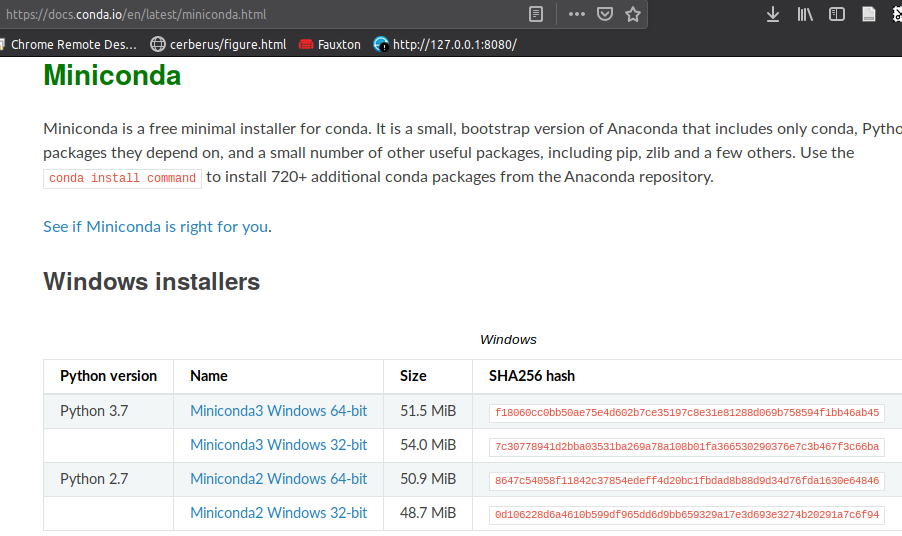 https://docs.conda.io/en/latest/miniconda.html
Chrome Remote Des... cerberus/figure.html Fauxton http://127.0.0.1:8080/
Miniconda
Miniconda is a free minimal installer for conda. It is a small, bootstrap version of Anaconda that includes only conda, Pytho
packages they depend on, and a small number of other useful packages, including pip, zlib and a few others. Use the
conda install command to install 720+ additional conda packages from the Anaconda repository.
See if Miniconda is right for you.
Windows installers
Windows
Python version Name Size SHA256 hash
Python 3.7 Miniconda3 Windows 64-bit 51.5 MiB f18060cc0bb50ae75e4d602b7ce35197c8e31e81288d069b758594f1bb46ab45
Miniconda3 Windows 32-bit 54.0 MiB 7c30778941d2bba03531ba269a78a108b01fa366530290376e7c3b467f3c66ba
Python 2.7 Miniconda2 Windows 64-bit 50.9 MiB 8647c54058f11842c37854edeff4d20bc1fbdad8b88d9d34d76fda1630e64846
Miniconda2 Windows 32-bit 48.7 MiB 0d106228d6a4610b599df965dd6d9bb659329a17e3d693e3274b20291a7c6f94